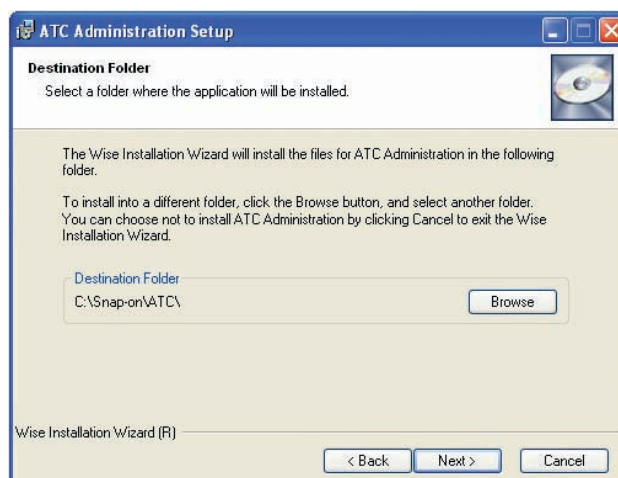 ATC Administration Setup
Destination Folder
Select a folder where the application will be installed.
The Wise Installation Wizard will install the files for ATC Administration in the following
folder.
To install into a different folder, click the Browse button, and select another folder.
You can choose not to install ATC Administration by clicking Cancel to exit the Wise
Installation Wizard.
Destination Folder
C:\Snap-on\ATC\
Browse
Wise Installation Wizard (R)
< Back
Next >
Cancel